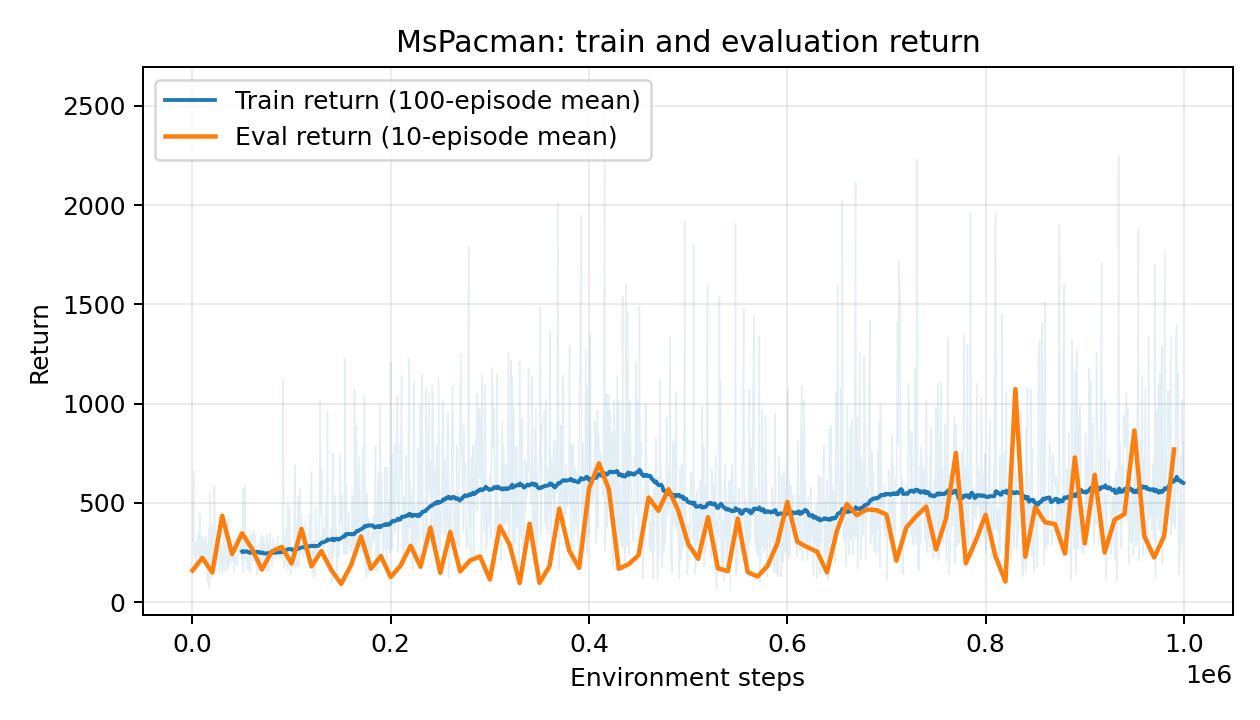 MsPacman: train and evaluation return
Train return (100-episode mean)
Eval return (10-episode mean)
Return
2500
2000
1500
1000
500
0
0.0
0.2
0.4
0.6
0.8
1.0
1e6
Environment steps